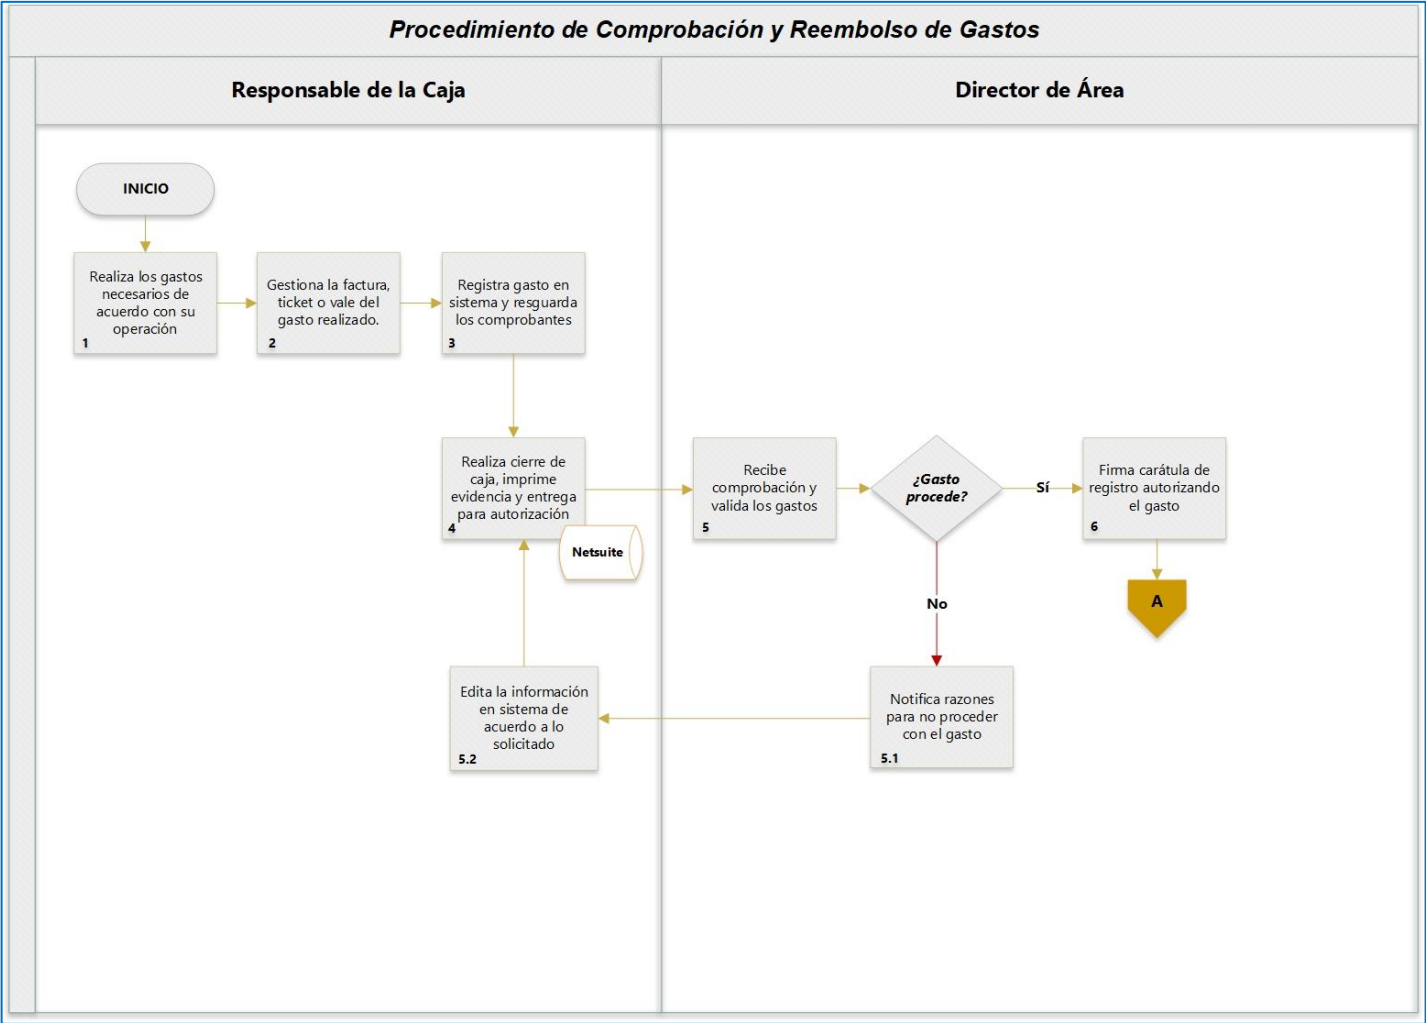 Procedimiento de Comprobación y Reembolso de Gastos
Responsable de la Caja
Director de Área
INICIO
Realiza los gastos
necesarios de
acuerdo con su
operación
1
Gestiona la factura,
ticket o vale del
gasto realizado.
2
Registra gasto en
sistema y resguarda
los comprobantes
3
Realiza cierre de
caja, imprime
evidencia y entrega
para autorización
4
Netsuite
Recibe
comprobación y
valida los gastos
5
¿Gasto
procede?
Sí
Firma carátula de
registro autorizando
el gasto
6
A
No
Notifica razones
para no proceder
con el gasto
5.1
Edita la información
en sistema de
acuerdo a lo
solicitado
5.2